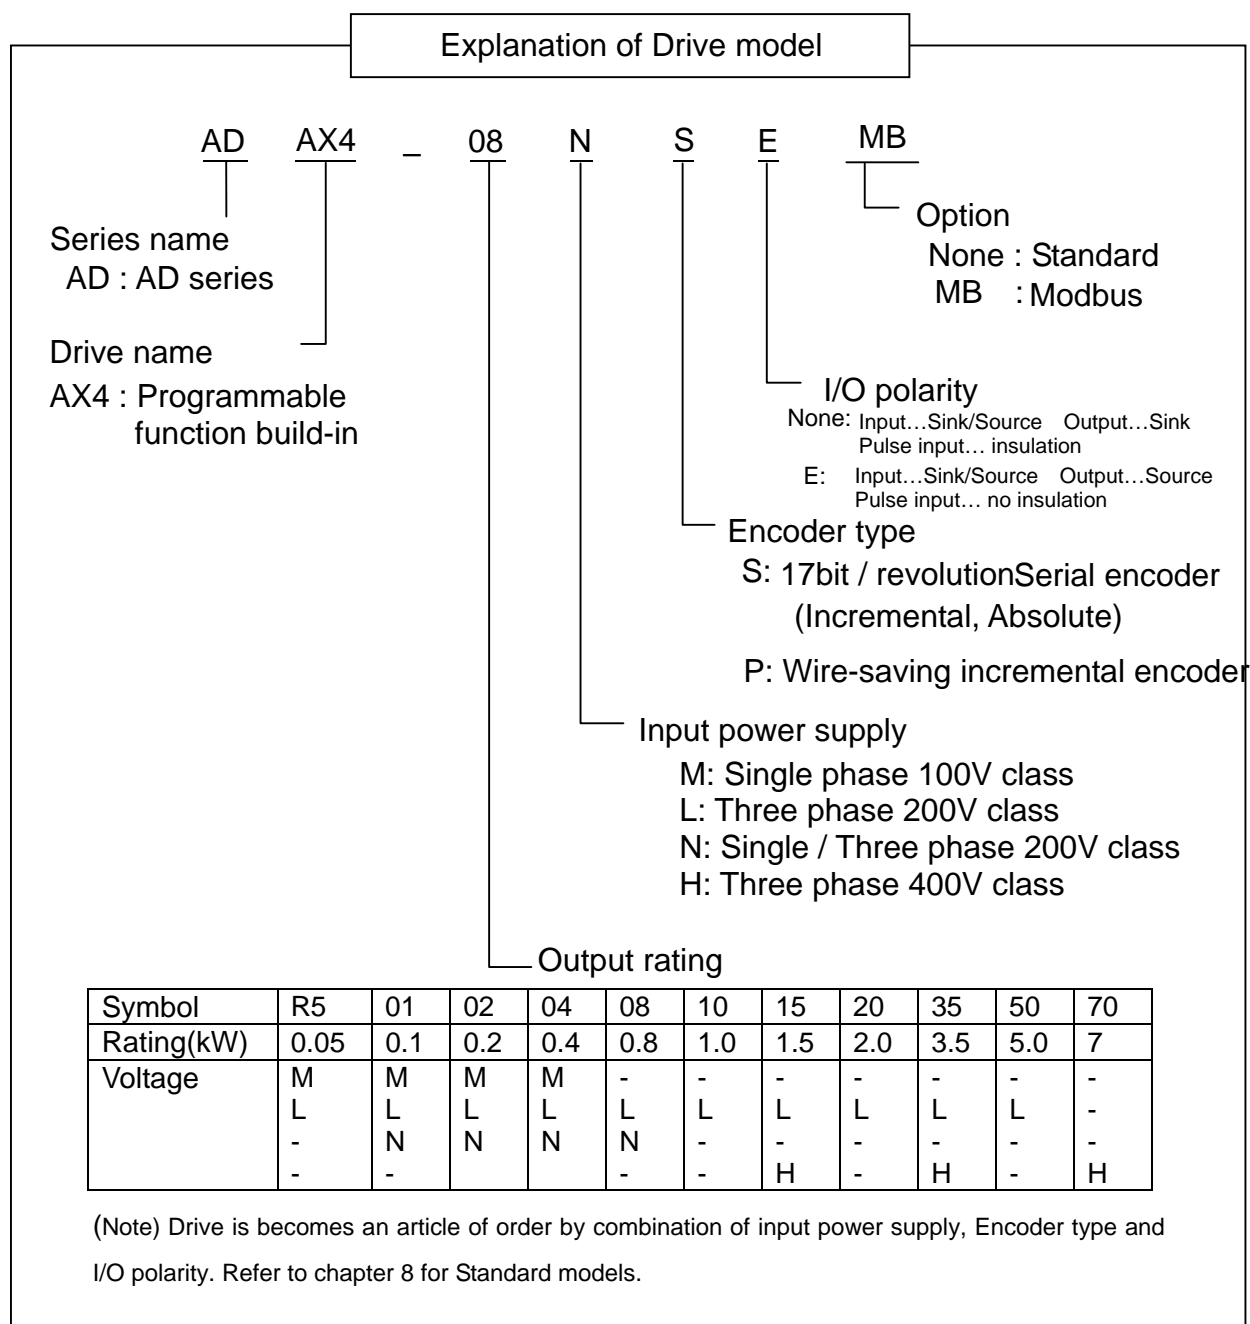 Explanation of Drive model
AD AX4 _ 08 N S E MB
Series name
AD : AD series
Drive name
AX4 : Programmable
function build-in
Option
None : Standard
MB : Modbus
I/O polarity
None: Input…Sink/Source Output…Sink
Pulse input… insulation
E: Input…Sink/Source Output…Source
Pulse input… no insulation
Encoder type
S: 17bit / revolutionSerial encoder
(Incremental, Absolute)
P: Wire-saving incremental encoder
Input power supply
M: Single phase 100V class
L: Three phase 200V class
N: Single / Three phase 200V class
H: Three phase 400V class
Output rating
Symbol R5 01 02 04 08 10 15 20 35 50 70
Rating(kW) 0.05 0.1 0.2 0.4 0.8 1.0 1.5 2.0 3.5 5.0 7
Voltage M M M M - - - - - - -
L L L L L L L L L L -
- N N N N - - - - - -
- - - - H - H - H
(Note) Drive is becomes an article of order by combination of input power supply, Encoder type and
I/O polarity. Refer to chapter 8 for Standard models.